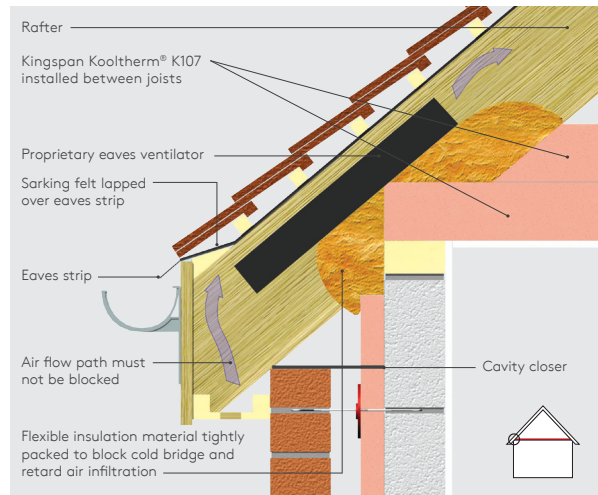 Rafter
Kingspan Kooltherm® K107
installed between joists
Proprietary eaves ventilator
Sarking felt lapped
over eaves strip
Eaves strip
Air flow path must
not be blocked
Cavity closer
Flexible insulation material tightly
packed to block cold bridge and
retard air infiltration